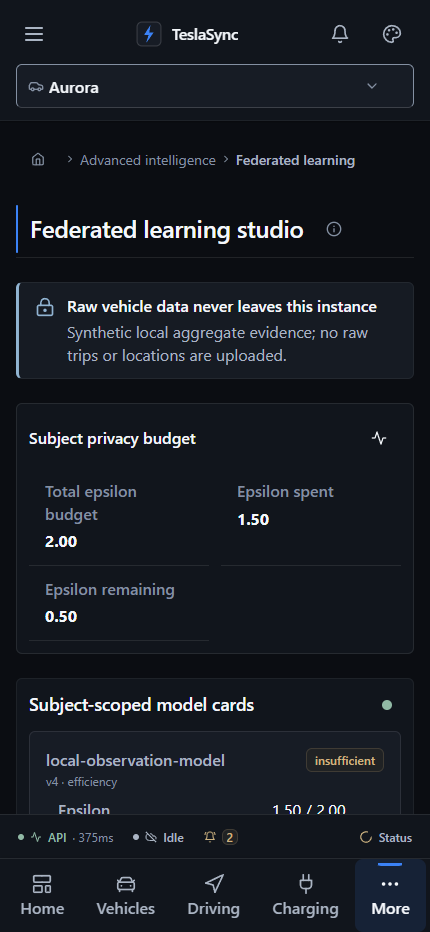 TeslaSync
Aurora
Advanced intelligence > Federated learning
Federated learning studio
Raw vehicle data never leaves this instance
Synthetic local aggregate evidence; no raw
trips or locations are uploaded.
Subject privacy budget
Total epsilon
budget
2.00
Epsilon spent
1.50
Epsilon remaining
0.50
Subject-scoped model cards
local-observation-model
insufficient
v4 · efficiency
Epsilon
1.50 / 2.00
API · 375ms
Idle
2
Status
Home
Vehicles
Driving
Charging
More